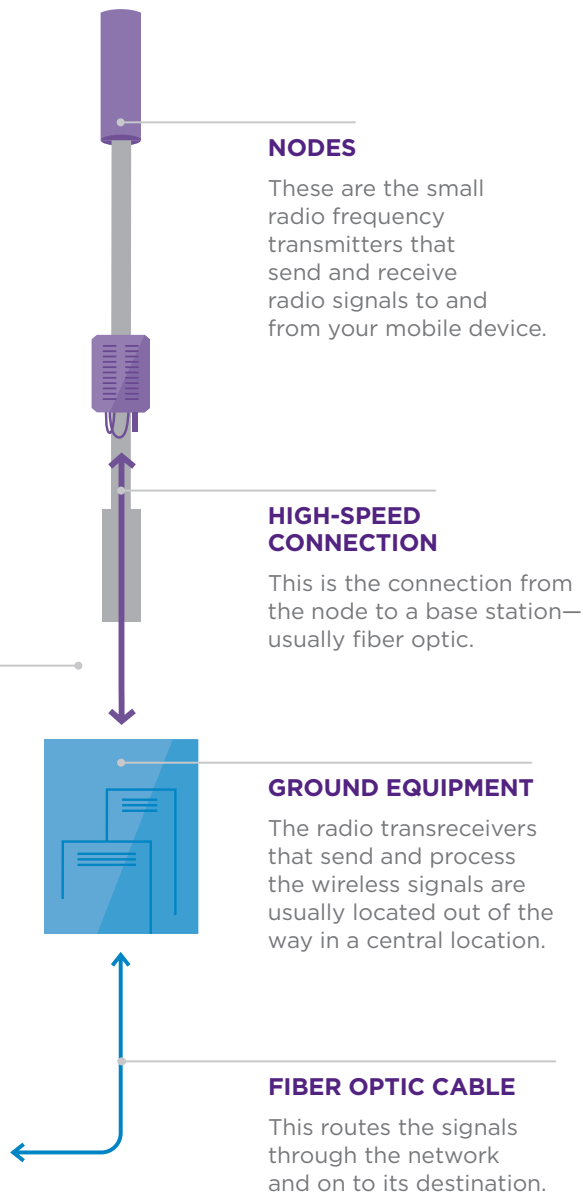 NODES
These are the small
radio frequency
transmitters that
send and receive
radio signals to and
from your mobile device.
HIGH-SPEED
CONNECTION
This is the connection from
the node to a base station—
usually fiber optic.
GROUND EQUIPMENT
The radio transreceivers
that send and process
the wireless signals are
usually located out of the
way in a central location.
FIBER OPTIC CABLE
This routes the signals
through the network
and on to its destination.